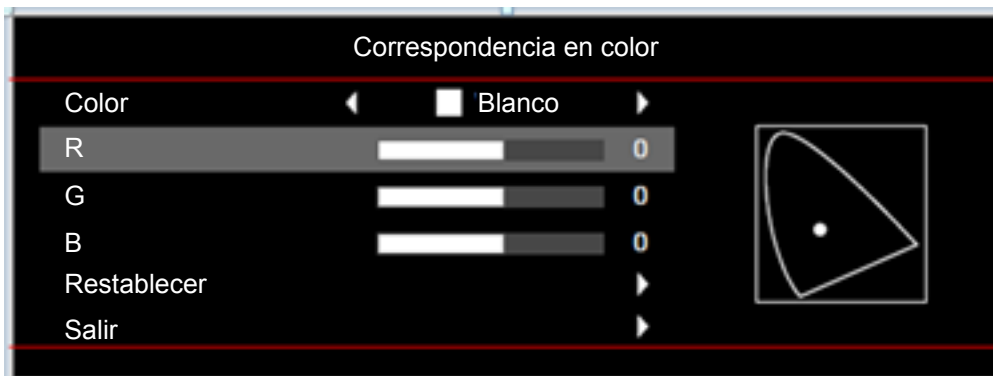 Correspondencia en color
Color Blanco
R 0
G 0
B 0
Restablecer
Salir